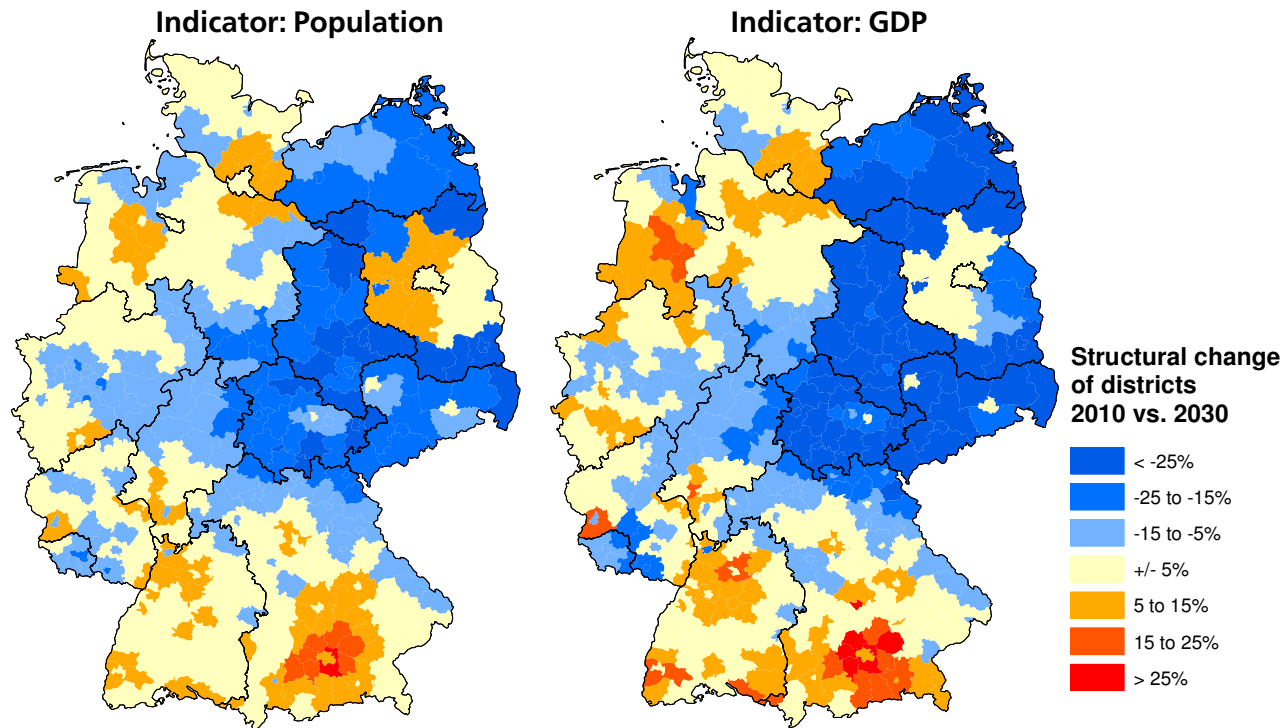 Indicator: Population
Indicator: GDP
Structural change
of districts
2010 vs. 2030
< -25%
-25 to -15%
-15 to -5%
+/- 5%
5 to 15%
15 to 25%
> 25%